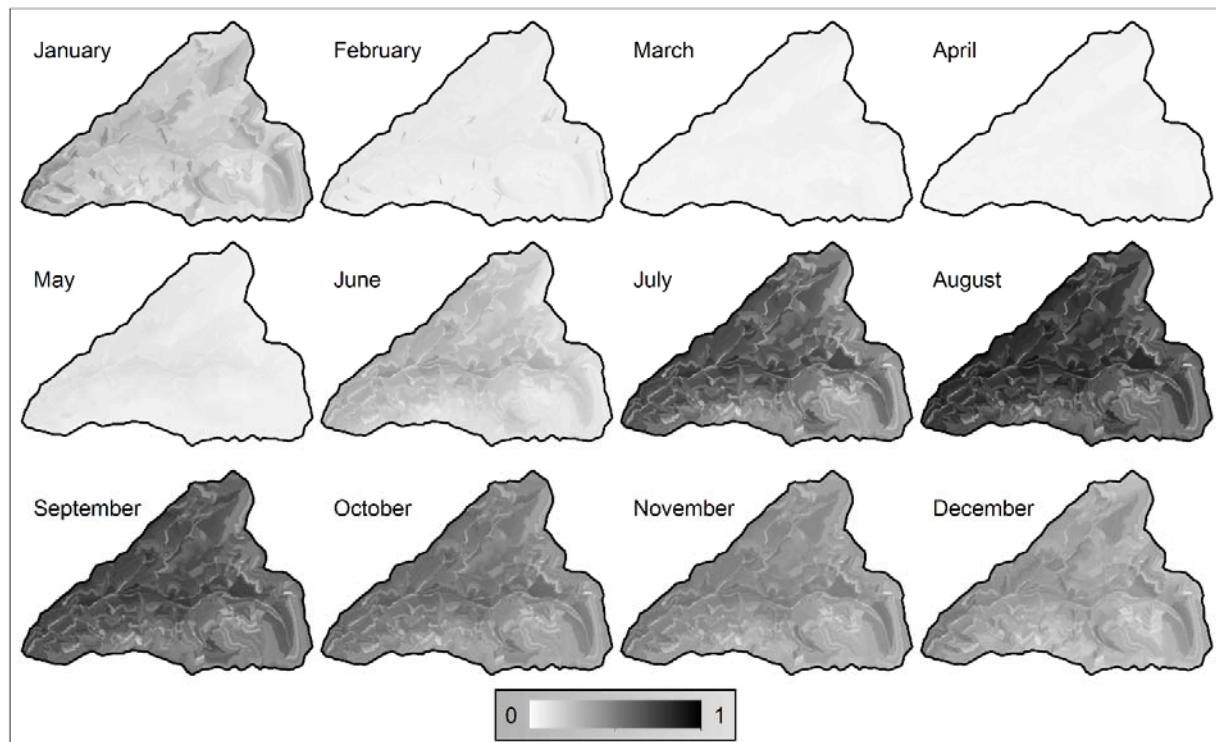 January
February
March
April
May
June
July
August
September
October
November
December
0
1